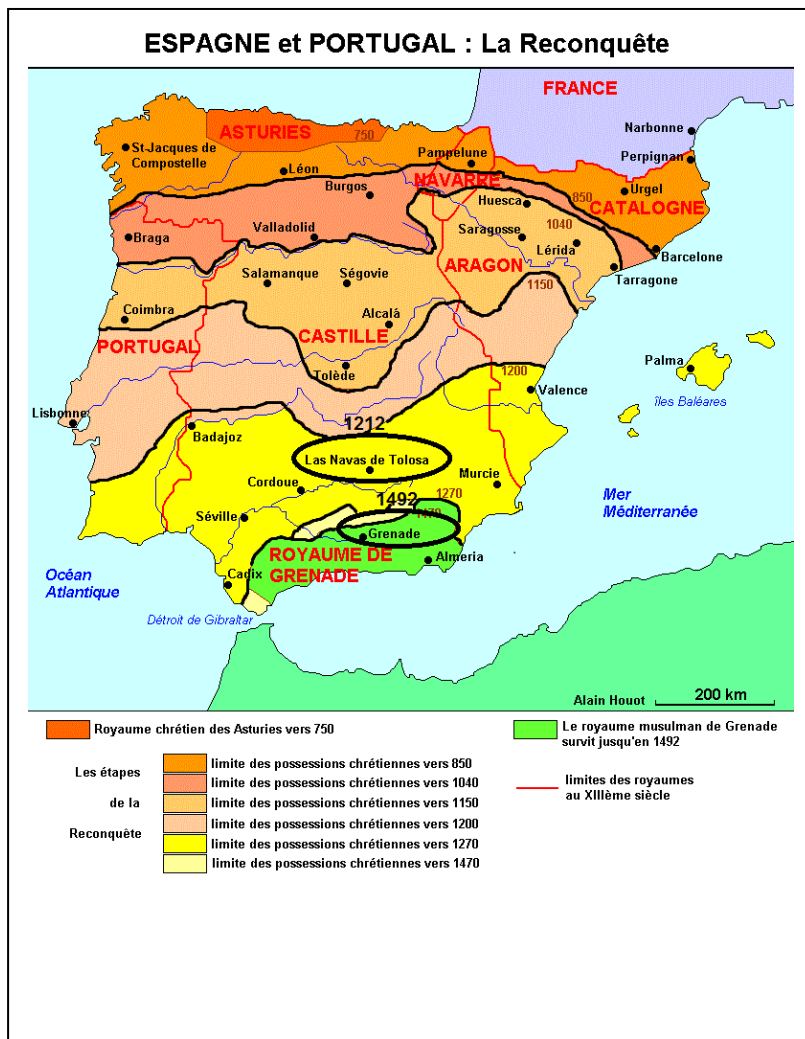 ESPAGNE et PORTUGAL : La Reconquête
FRANCE
Narbonne
ASTURIES
750
St-Jacques de
Compostelle
Pampelune
Perpignan
Léon
NAVARRE
Burgos
Huesca
850
Urgel
CATALOGNE
Braga
Valladolid
Saragosse
1040
Lérida
Barcelone
ARAGON
Tarragone
Salamanque
Ségovie
1150
Coimbra
Alcalá
PORTUGAL
CASTILLE
Tolède
Palma
1200
Valence
îles Baléares
Lisbonne
1212
Badajoz
Las Navas de Tolosa
Cordoue
Murcie
1492
1270
1470
Mer
Méditerranée
Séville
Grenade
ROYAUME DE
GRENADE
Almeria
Océan
Atlantique
Cadix
Détroit de Gibraltar
Alain Houot
200 km
Royaume chrétien des Asturies vers 750
Le royaume musulman de Grenade
survit jusqu'en 1492
Les étapes
de la
Reconquête
limite des possessions chrétiennes vers 850
limite des possessions chrétiennes vers 1040
limite des possessions chrétiennes vers 1150
limite des possessions chrétiennes vers 1200
limite des possessions chrétiennes vers 1270
limite des possessions chrétiennes vers 1470
limites des royaumes
au XIIIème siècle